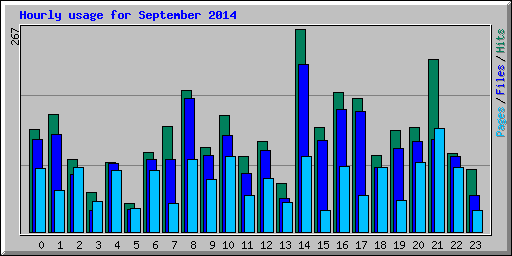 Hourly usage for September 2014
267
Pages / Files / Hits
0 1 2 3 4 5 6 7 8 9 10 11 12 13 14 15 16 17 18 19 20 21 22 23